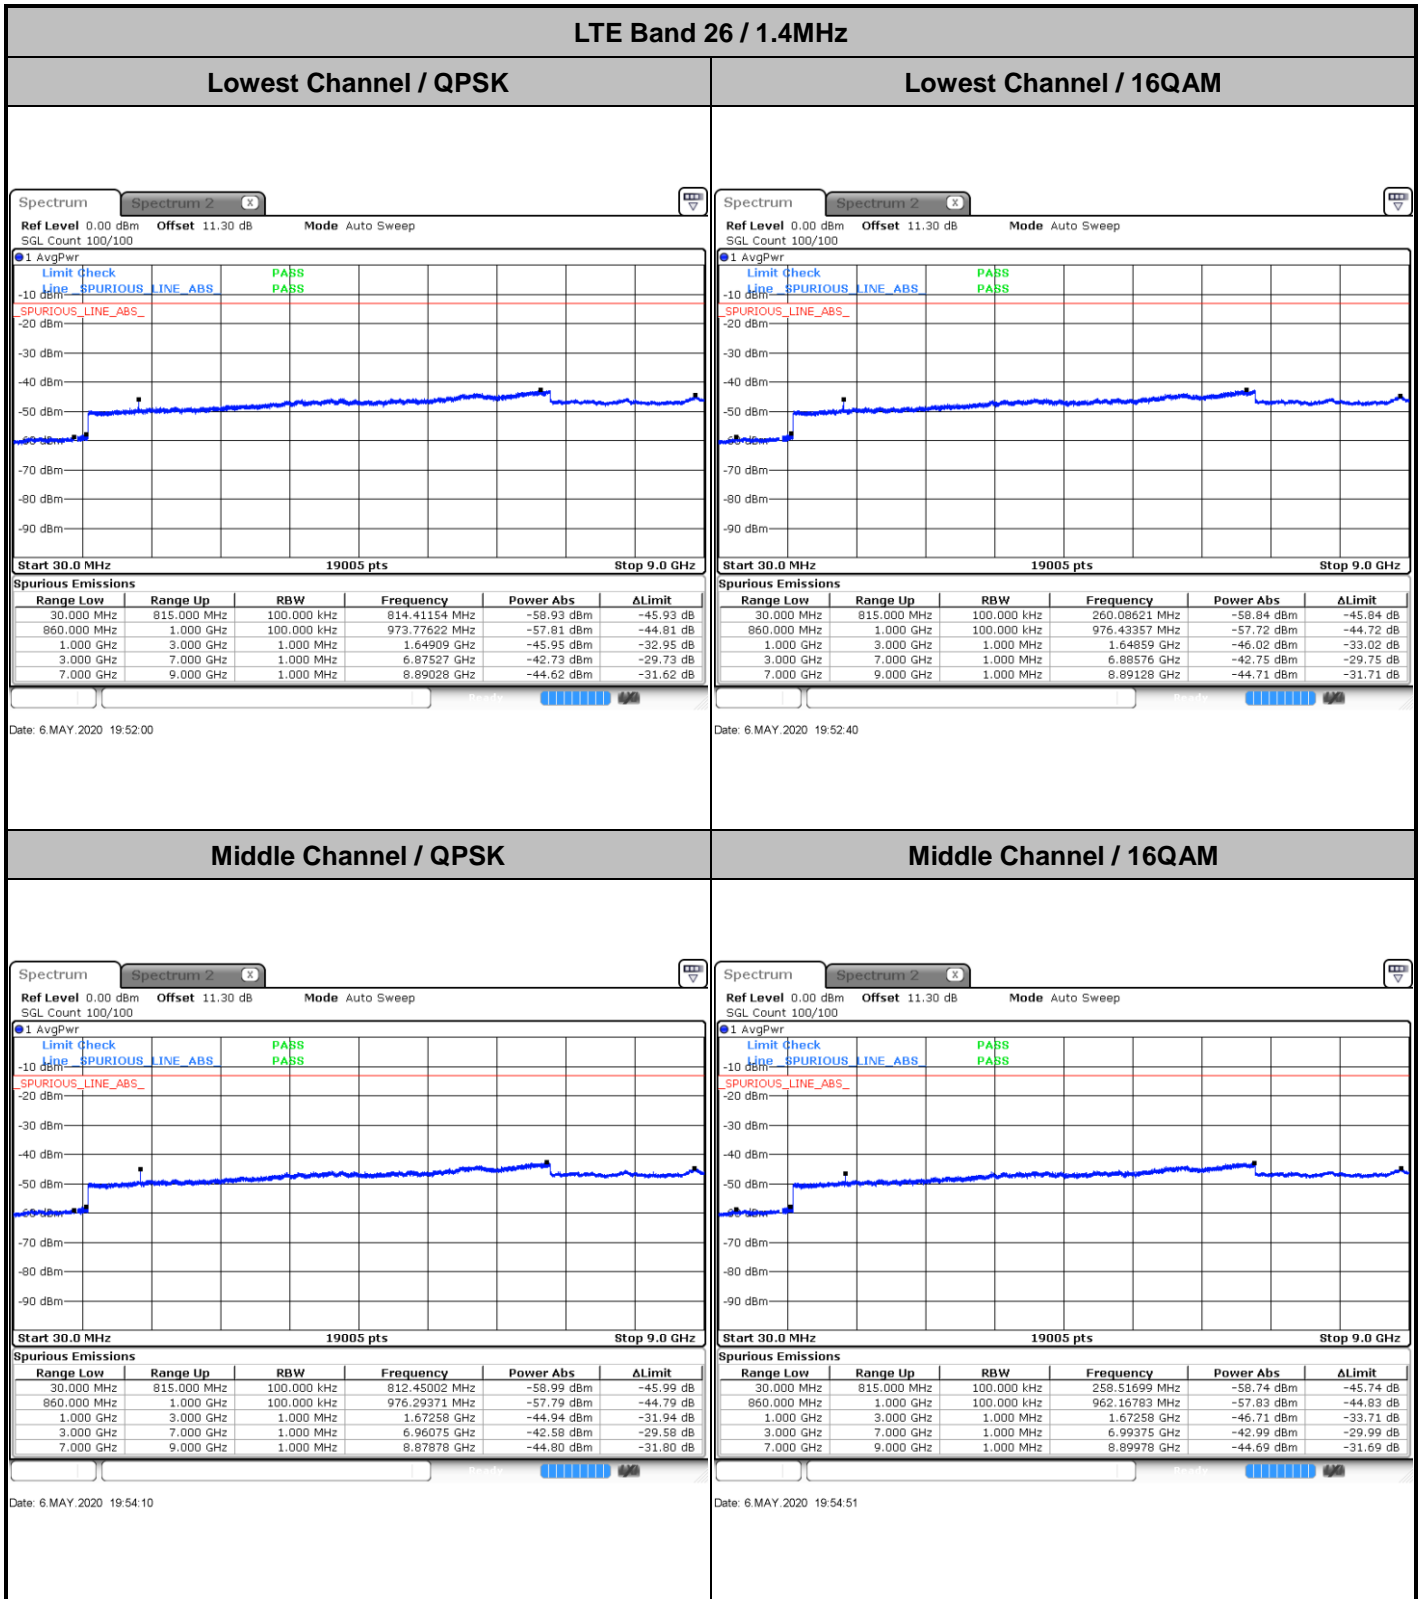 LTE Band 26 / 1.4MHz
Lowest Channel / QPSK
Lowest Channel / 16QAM
Spectrum
Spectrum 2
Ref Level 0.00 dBm Offset 11.30 dB Mode Auto Sweep
SGL Count 100/100
1 AvgPwr
Limit Check PASS
Line _SPURIOUS_LINE_ABS_ PASS
-10 dBm
_SPURIOUS_LINE_ABS_
-20 dBm
-30 dBm
-40 dBm
-50 dBm
-60 dBm
-70 dBm
-80 dBm
-90 dBm
Start 30.0 MHz 19005 pts Stop 9.0 GHz
Spurious Emissions
Range Low Range Up RBW Frequency Power Abs ΔLimit
30.000 MHz 815.000 MHz 100.000 kHz 814.41154 MHz -58.93 dBm -45.93 dB
860.000 MHz 1.000 GHz 100.000 kHz 973.77622 MHz -57.81 dBm -44.81 dB
1.000 GHz 3.000 GHz 1.000 MHz 1.64909 GHz -45.95 dBm -32.95 dB
3.000 GHz 7.000 GHz 1.000 MHz 6.87527 GHz -42.73 dBm -29.73 dB
7.000 GHz 9.000 GHz 1.000 MHz 8.89028 GHz -44.62 dBm -31.62 dB
Ready
Date: 6.MAY.2020 19:52:00
Spectrum
Spectrum 2
Ref Level 0.00 dBm Offset 11.30 dB Mode Auto Sweep
SGL Count 100/100
1 AvgPwr
Limit Check PASS
Line _SPURIOUS_LINE_ABS_ PASS
-10 dBm
_SPURIOUS_LINE_ABS_
-20 dBm
-30 dBm
-40 dBm
-50 dBm
-60 dBm
-70 dBm
-80 dBm
-90 dBm
Start 30.0 MHz 19005 pts Stop 9.0 GHz
Spurious Emissions
Range Low Range Up RBW Frequency Power Abs ΔLimit
30.000 MHz 815.000 MHz 100.000 kHz 260.08621 MHz -58.84 dBm -45.84 dB
860.000 MHz 1.000 GHz 100.000 kHz 976.43357 MHz -57.72 dBm -44.72 dB
1.000 GHz 3.000 GHz 1.000 MHz 1.64859 GHz -46.02 dBm -33.02 dB
3.000 GHz 7.000 GHz 1.000 MHz 6.88576 GHz -42.75 dBm -29.75 dB
7.000 GHz 9.000 GHz 1.000 MHz 8.89128 GHz -44.71 dBm -31.71 dB
Ready
Date: 6.MAY.2020 19:52:40
Middle Channel / QPSK
Middle Channel / 16QAM
Spectrum
Spectrum 2
Ref Level 0.00 dBm Offset 11.30 dB Mode Auto Sweep
SGL Count 100/100
1 AvgPwr
Limit Check PASS
Line _SPURIOUS_LINE_ABS_ PASS
-10 dBm
_SPURIOUS_LINE_ABS_
-20 dBm
-30 dBm
-40 dBm
-50 dBm
-60 dBm
-70 dBm
-80 dBm
-90 dBm
Start 30.0 MHz 19005 pts Stop 9.0 GHz
Spurious Emissions
Range Low Range Up RBW Frequency Power Abs ΔLimit
30.000 MHz 815.000 MHz 100.000 kHz 812.45002 MHz -58.99 dBm -45.99 dB
860.000 MHz 1.000 GHz 100.000 kHz 976.29371 MHz -57.79 dBm -44.79 dB
1.000 GHz 3.000 GHz 1.000 MHz 1.67258 GHz -44.94 dBm -31.94 dB
3.000 GHz 7.000 GHz 1.000 MHz 6.96075 GHz -42.58 dBm -29.58 dB
7.000 GHz 9.000 GHz 1.000 MHz 8.87878 GHz -44.80 dBm -31.80 dB
Ready
Date: 6.MAY.2020 19:54:10
Spectrum
Spectrum 2
Ref Level 0.00 dBm Offset 11.30 dB Mode Auto Sweep
SGL Count 100/100
1 AvgPwr
Limit Check PASS
Line _SPURIOUS_LINE_ABS_ PASS
-10 dBm
_SPURIOUS_LINE_ABS_
-20 dBm
-30 dBm
-40 dBm
-50 dBm
-60 dBm
-70 dBm
-80 dBm
-90 dBm
Start 30.0 MHz 19005 pts Stop 9.0 GHz
Spurious Emissions
Range Low Range Up RBW Frequency Power Abs ΔLimit
30.000 MHz 815.000 MHz 100.000 kHz 258.51699 MHz -58.74 dBm -45.74 dB
860.000 MHz 1.000 GHz 100.000 kHz 962.16783 MHz -57.83 dBm -44.83 dB
1.000 GHz 3.000 GHz 1.000 MHz 1.67258 GHz -46.71 dBm -33.71 dB
3.000 GHz 7.000 GHz 1.000 MHz 6.99375 GHz -42.99 dBm -29.99 dB
7.000 GHz 9.000 GHz 1.000 MHz 8.89978 GHz -44.69 dBm -31.69 dB
Ready
Date: 6.MAY.2020 19:54:51